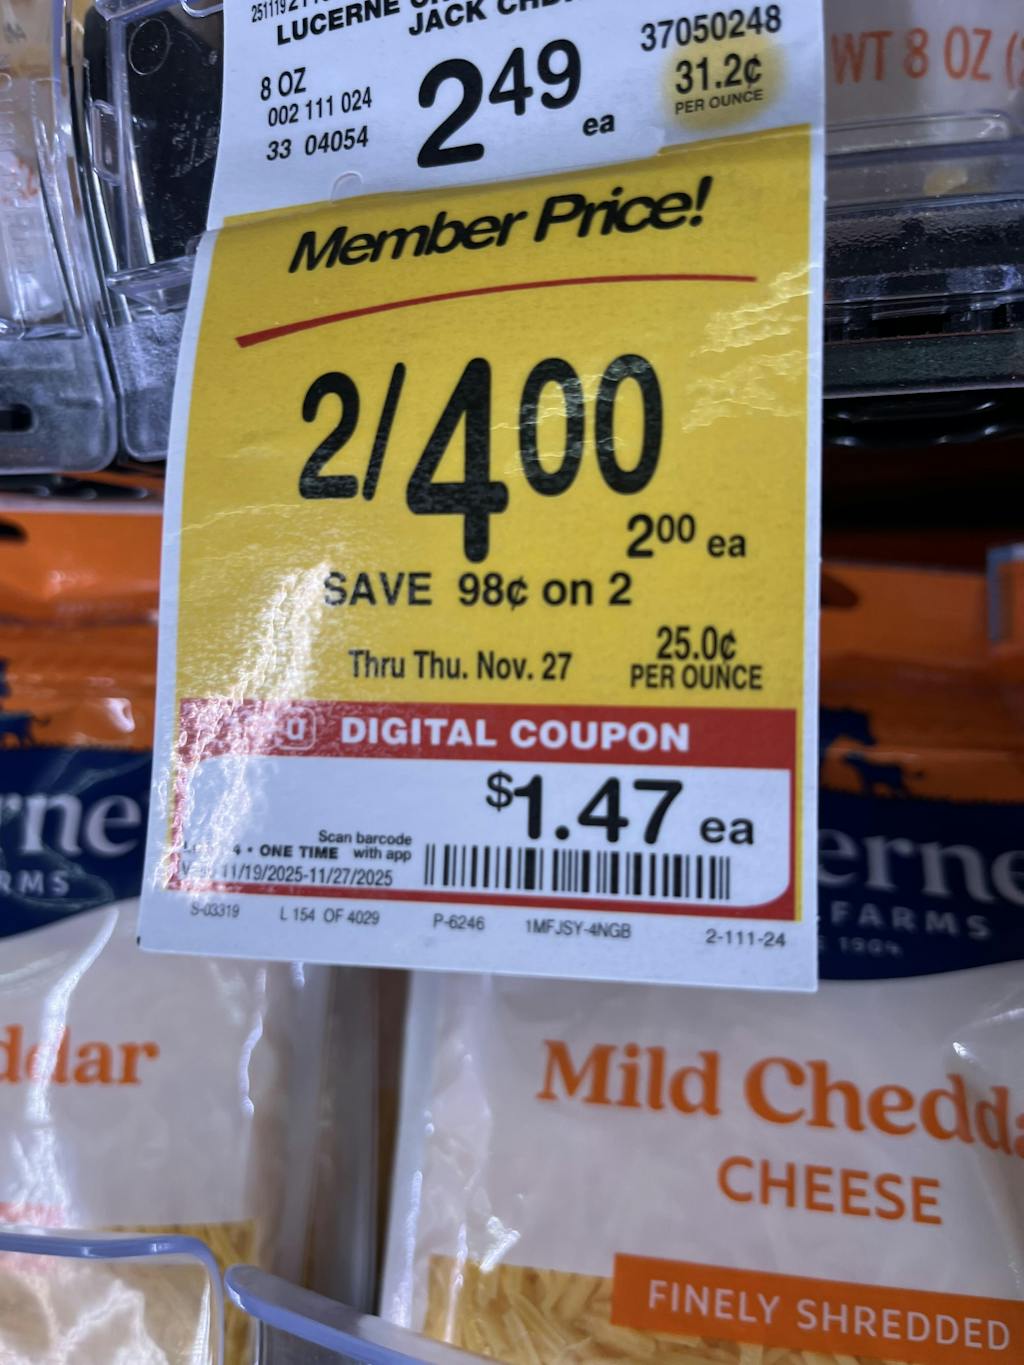 LUCERNE
JACK
37050248
8 OZ
002 111 024
33 04054
2 49
ea
31.2¢
PER OUNCE
WT 8 OZ
Member Price!
2/4 00
2 00 ea
SAVE 98¢ on 2
Thru Thu. Nov. 27
25.0¢
PER OUNCE
DIGITAL COUPON
$1.47 ea
Scan barcode
4 • ONE TIME with app
11/19/2025-11/27/2025
S-03319 L 154 OF 4029 P-6246 1MFJSY-4NGB 2-111-24
rne
RMS
erne
FARMS
ddar
Mild Chedda
CHEESE
FINELY SHREDDED